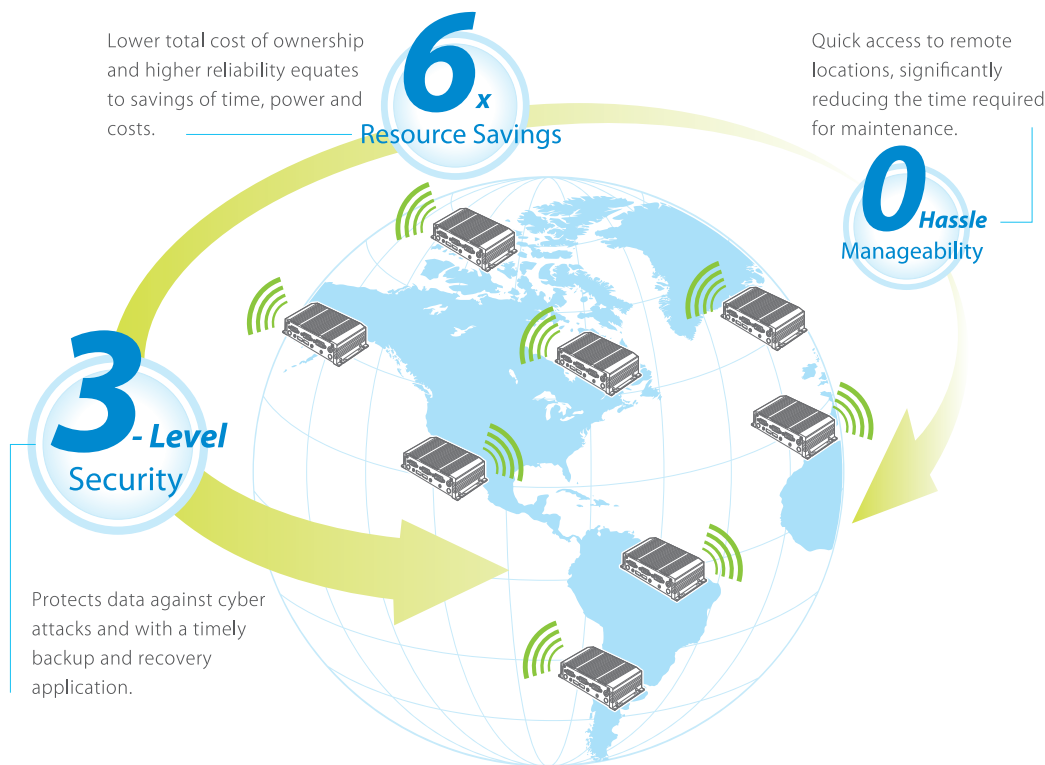 Lower total cost of ownership
and higher reliability equates
to savings of time, power and
costs.
6x
Resource Savings
Quick access to remote
locations, significantly
reducing the time required
for maintenance.
0 Hassle
Manageability
3 - Level
Security
Protects data against cyber
attacks and with a timely
backup and recovery
application.